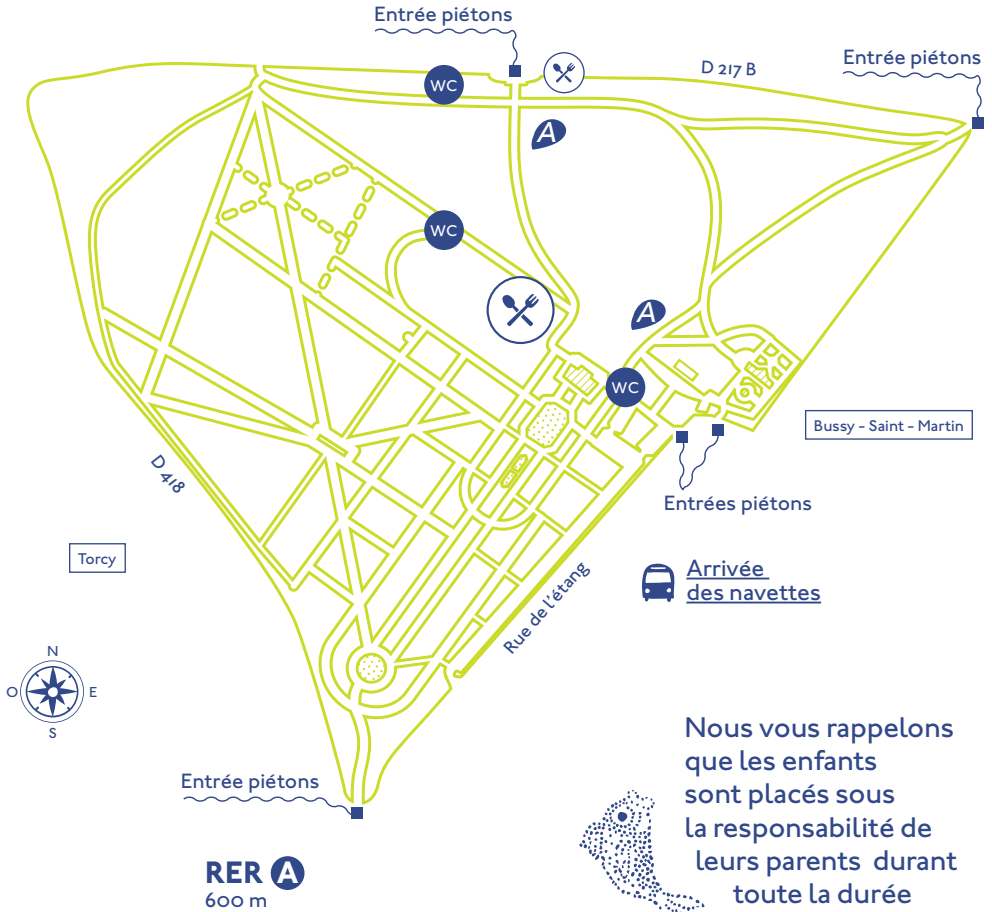 Entrée piétons
Entrée piétons
D 217 B
WC
A
WC
A
WC
Bussy - Saint - Martin
D 418
Entrées piétons
Torcy
Arrivée
des navettes
Rue de l'étang
N
O
E
S
Nous vous rappelons
que les enfants
sont placés sous
la responsabilité de
leurs parents durant
toute la durée
Entrée piétons
RER A
600 m